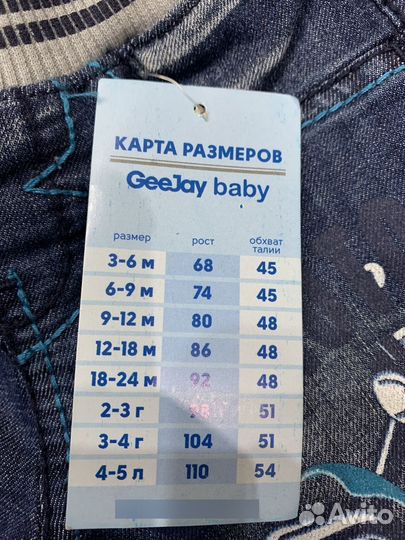 КАРТА РАЗМЕРОВ
GeeJay baby
размер рост обхват талии
3-6 м 68 45
6-9 м 74 45
9-12 м 80 48
12-18 м 86 48
18-24 м 92 48
2-3 г 98 51
3-4 г 104 51
4-5 л 110 54
Avito